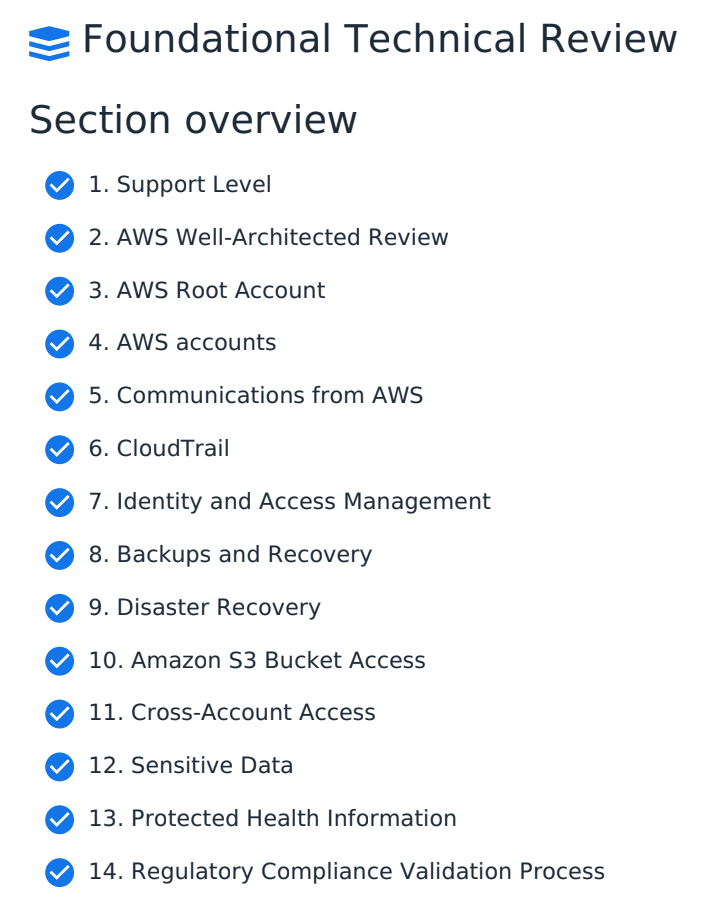 Foundational Technical Review
Section overview
1. Support Level
2. AWS Well-Architected Review
3. AWS Root Account
4. AWS accounts
5. Communications from AWS
6. CloudTrail
7. Identity and Access Management
8. Backups and Recovery
9. Disaster Recovery
10. Amazon S3 Bucket Access
11. Cross-Account Access
12. Sensitive Data
13. Protected Health Information
14. Regulatory Compliance Validation Process